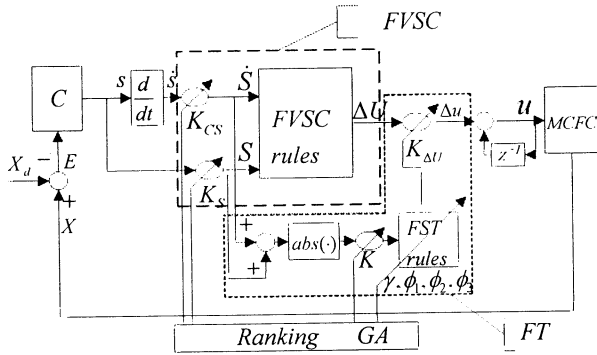 FVSC
s
d
dt
ṡ
Ṡ
C
K_CS
FVSC
rules
ΔU
Δu
u
MCFC
K_ΔU
z⁻¹
S
K_S
X_d
−
E
+
X
+
+
abs(·)
K
FST
rules
γ, φ₁, φ₂, φ₃
Ranking GA
FT